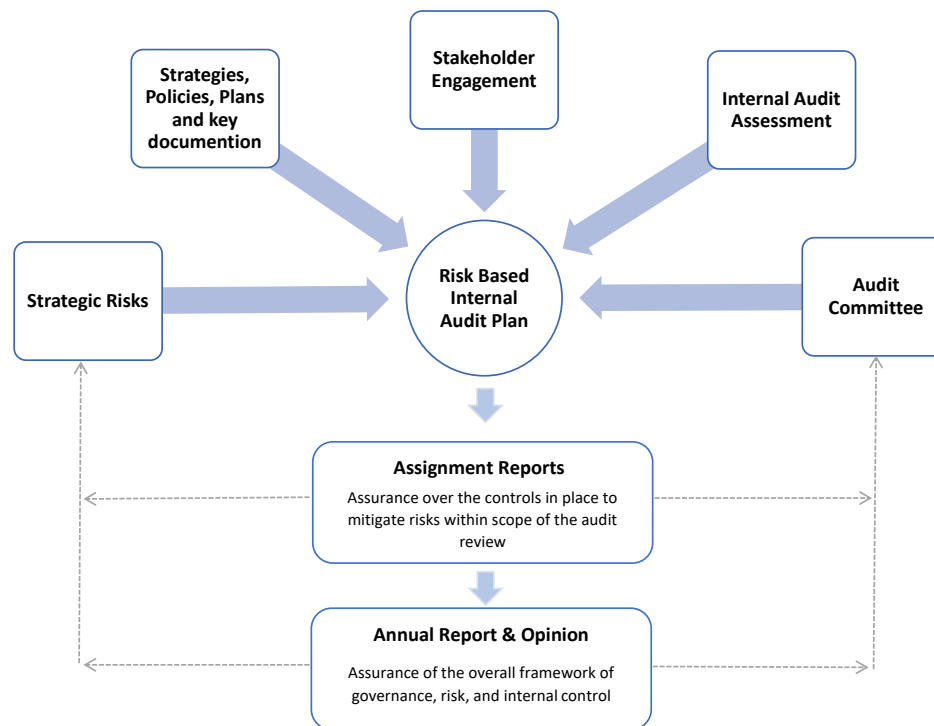 Stakeholder
Engagement
Strategies,
Policies, Plans
and key
documention
Internal Audit
Assessment
Strategic Risks
Risk Based
Internal
Audit Plan
Audit
Committee
Assignment Reports
Assurance over the controls in place to
mitigate risks within scope of the audit
review
Annual Report & Opinion
Assurance of the overall framework of
governance, risk, and internal control